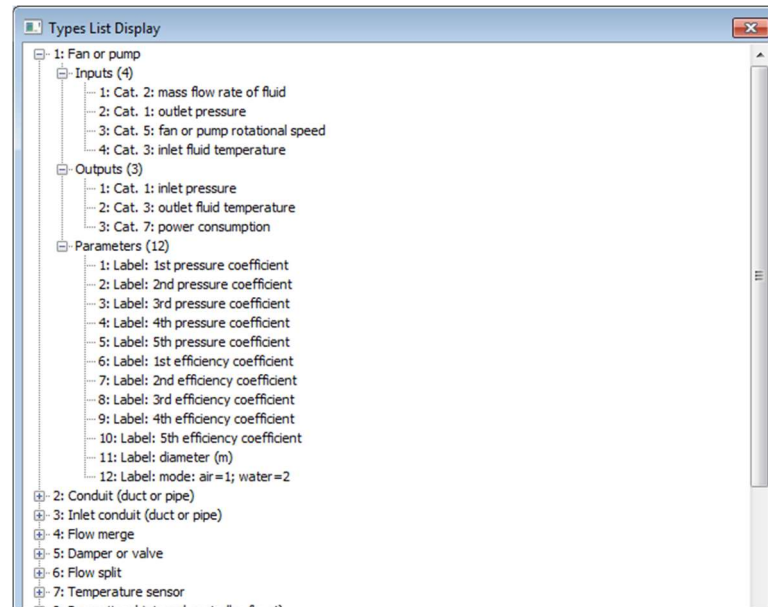 Types List Display
1: Fan or pump
Inputs (4)
1: Cat. 2: mass flow rate of fluid
2: Cat. 1: outlet pressure
3: Cat. 5: fan or pump rotational speed
4: Cat. 3: inlet fluid temperature
Outputs (3)
1: Cat. 1: inlet pressure
2: Cat. 3: outlet fluid temperature
3: Cat. 7: power consumption
Parameters (12)
1: Label: 1st pressure coefficient
2: Label: 2nd pressure coefficient
3: Label: 3rd pressure coefficient
4: Label: 4th pressure coefficient
5: Label: 5th pressure coefficient
6: Label: 1st efficiency coefficient
7: Label: 2nd efficiency coefficient
8: Label: 3rd efficiency coefficient
9: Label: 4th efficiency coefficient
10: Label: 5th efficiency coefficient
11: Label: diameter (m)
12: Label: mode: air=1; water=2
2: Conduit (duct or pipe)
3: Inlet conduit (duct or pipe)
4: Flow merge
5: Damper or valve
6: Flow split
7: Temperature sensor